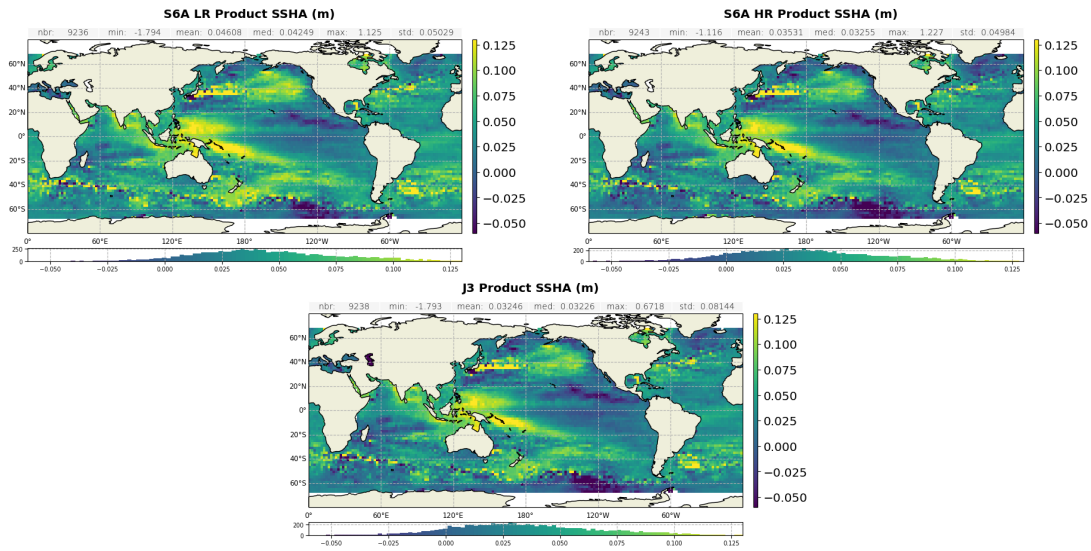 S6A LR Product SSHA (m)
nbr: 9236 min: -1.794 mean: 0.04608 med: 0.04249 max: 1.125 std: 0.05029
60°N
40°N
20°N
0°
20°S
40°S
60°S
0° 60°E 120°E 180° 120°W 60°W
0.125
0.100
0.075
0.050
0.025
0.000
−0.025
−0.050
250
0
−0.050 −0.025 0.000 0.025 0.050 0.075 0.100 0.125
S6A HR Product SSHA (m)
nbr: 9243 min: -1.116 mean: 0.03531 med: 0.03255 max: 1.227 std: 0.04984
60°N
40°N
20°N
0°
20°S
40°S
60°S
0° 60°E 120°E 180° 120°W 60°W
0.125
0.100
0.075
0.050
0.025
0.000
−0.025
−0.050
200
0
−0.050 −0.025 0.000 0.025 0.050 0.075 0.100 0.125
J3 Product SSHA (m)
nbr: 9238 min: -1.793 mean: 0.03246 med: 0.03226 max: 0.6718 std: 0.08144
60°N
40°N
20°N
0°
20°S
40°S
60°S
0° 60°E 120°E 180° 120°W 60°W
0.125
0.100
0.075
0.050
0.025
0.000
−0.025
−0.050
200
0
−0.050 −0.025 0.000 0.025 0.050 0.075 0.100 0.125